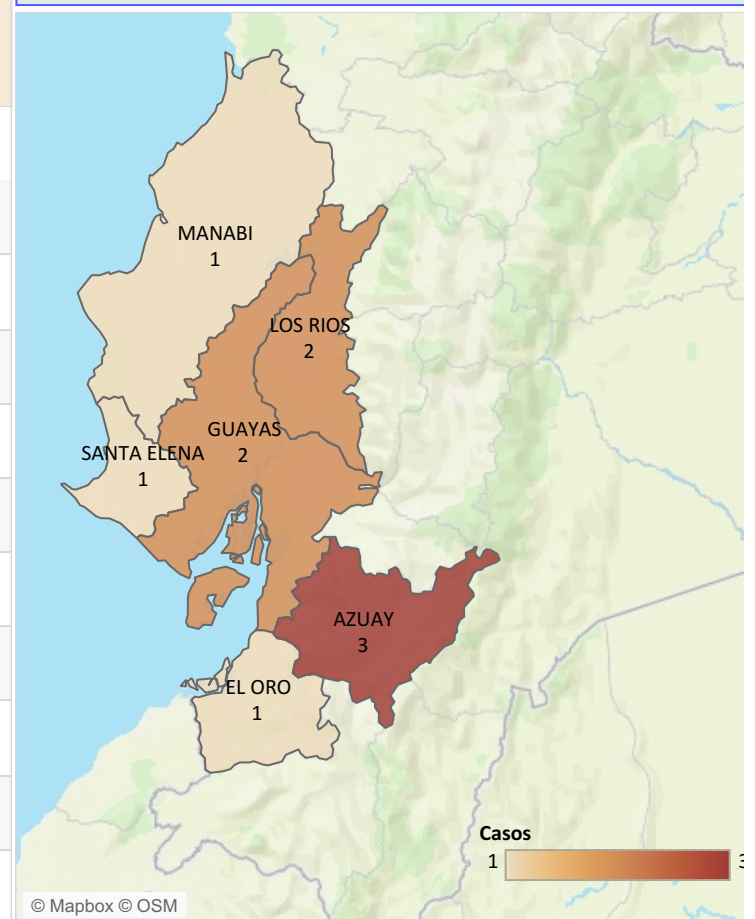 MANABI
1
LOS RIOS
2
GUAYAS
2
SANTA ELENA
1
AZUAY
3
EL ORO
1
Casos
1
3
© Mapbox © OSM